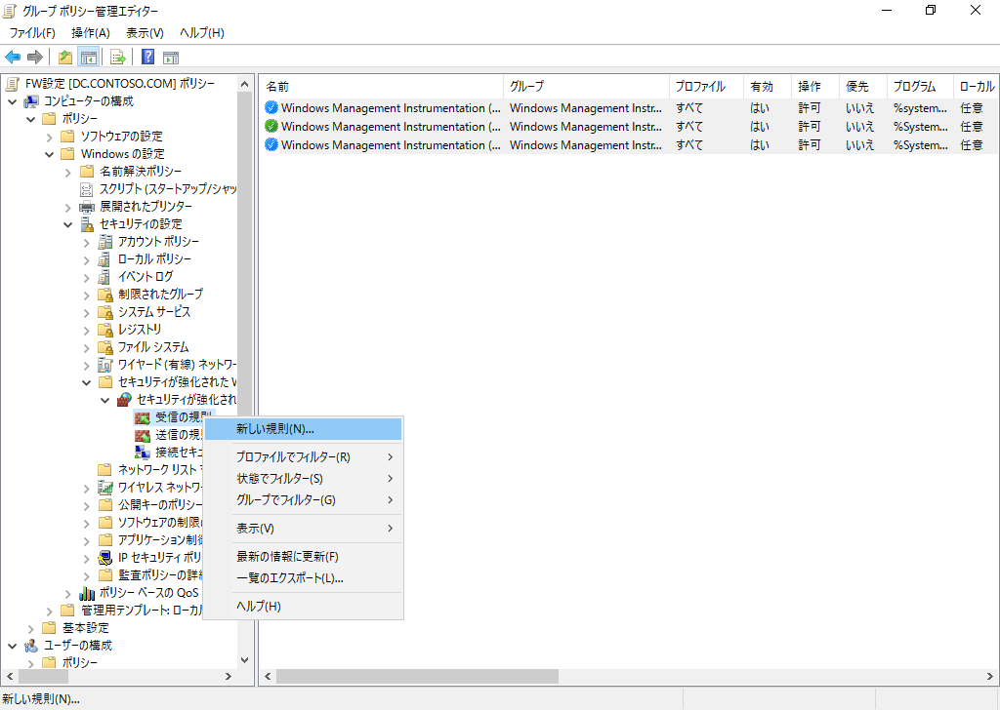 グループ ポリシー管理エディター
ファイル(F) 操作(A) 表示(V) ヘルプ(H)
FW設定 [DC.CONTOSO.COM] ポリシー
コンピューターの構成
ポリシー
ソフトウェアの設定
Windows の設定
名前解決ポリシー
スクリプト (スタートアップ/シャッ
展開されたプリンター
セキュリティの設定
アカウント ポリシー
ローカル ポリシー
イベント ログ
制限されたグループ
システム サービス
レジストリ
ファイル システム
ワイヤード (有線) ネットワー
セキュリティが強化された W
セキュリティが強化され
受信の規則
送信の規則
接続セキュ
ネットワーク リスト
ワイヤレス ネットワー
公開キーのポリシー
ソフトウェアの制限
アプリケーション制御
IP セキュリティ ポリ
監査ポリシーの詳細
ポリシー ベースの QoS
管理用テンプレート: ローカル
基本設定
ユーザーの構成
ポリシー
名前 グループ プロファイル 有効 操作 優先 プログラム ローカル
Windows Management Instrumentation (... Windows Management Instr... すべて はい 許可 いいえ %system... 任意
Windows Management Instrumentation (... Windows Management Instr... すべて はい 許可 いいえ %System... 任意
Windows Management Instrumentation (... Windows Management Instr... すべて はい 許可 いいえ %System... 任意
新しい規則(N)...
プロファイルでフィルター(R)
状態でフィルター(S)
グループでフィルター(G)
表示(V)
最新の情報に更新(F)
一覧のエクスポート(L)...
ヘルプ(H)
新しい規則(N)...